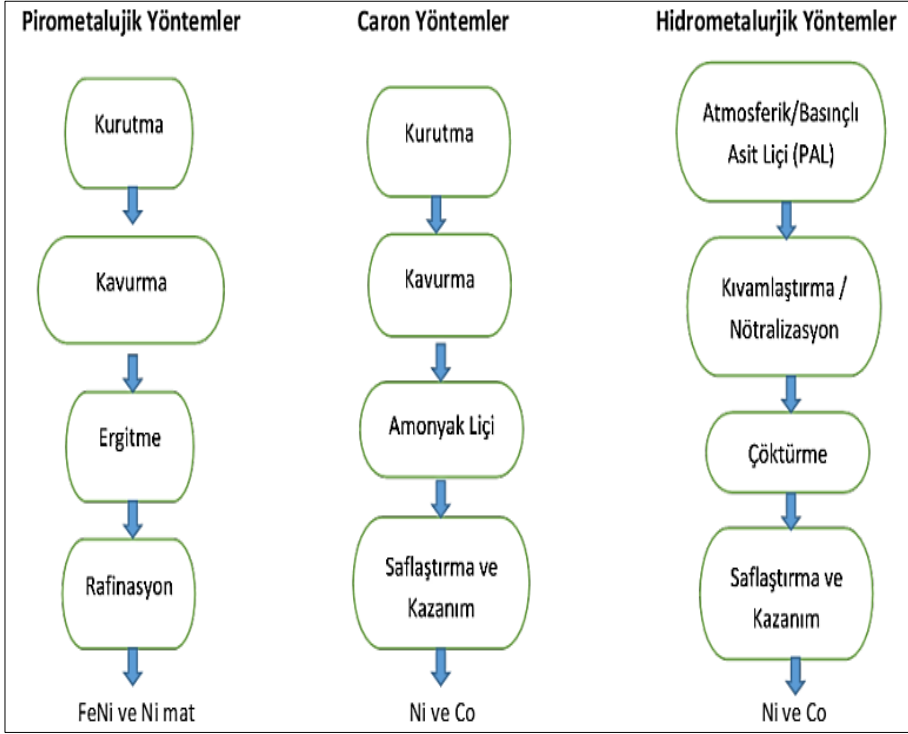 Pirometalujik Yöntemler
Kurutma
Kavurma
Ergitme
Rafinasyon
FeNi ve Ni mat
Caron Yöntemler
Kurutma
Kavurma
Amonyak Liçi
Saflaştırma ve
Kazanım
Ni ve Co
Hidrometalurjik Yöntemler
Atmosferik/Basınçlı
Asit Liçi (PAL)
Kıvamlaştırma /
Nötralizasyon
Çöktürme
Saflaştırma ve
Kazanım
Ni ve Co